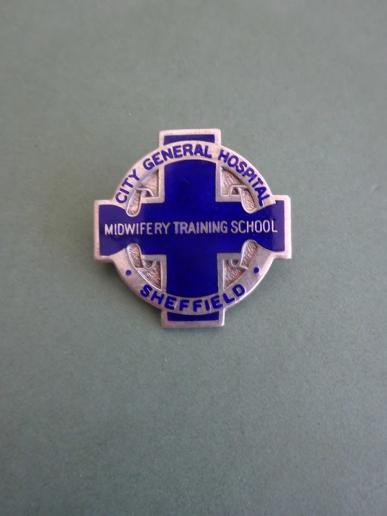 CITY GENERAL HOSPITAL
MIDWIFERY TRAINING SCHOOL
• SHEFFIELD •